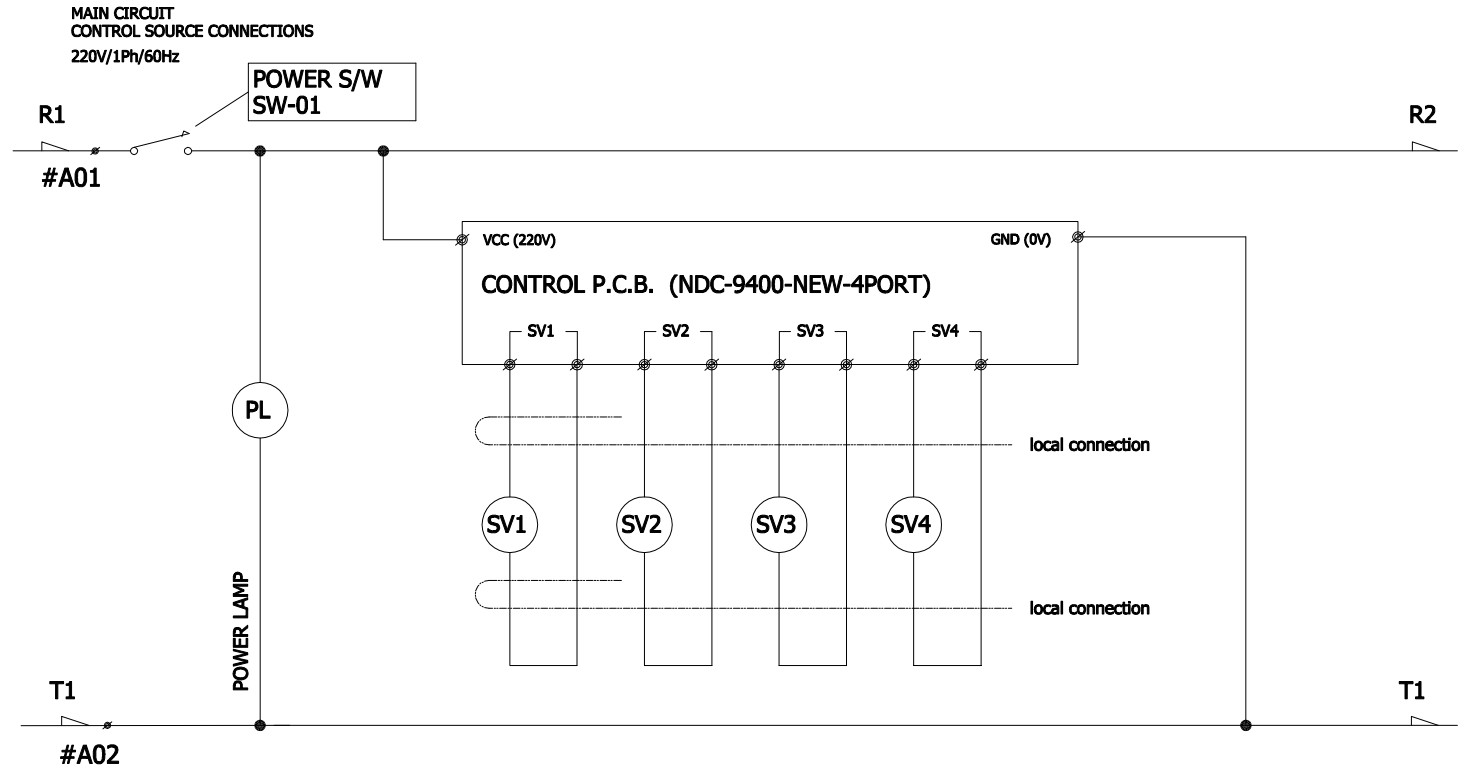 MAIN CIRCUIT
CONTROL SOURCE CONNECTIONS
220V/1Ph/60Hz
POWER S/W
SW-01
R1
R2
#A01
VCC (220V)
GND (0V)
CONTROL P.C.B. (NDC-9400-NEW-4PORT)
SV1
SV2
SV3
SV4
PL
local connection
SV1
SV2
SV3
SV4
POWER LAMP
local connection
T1
T1
#A02